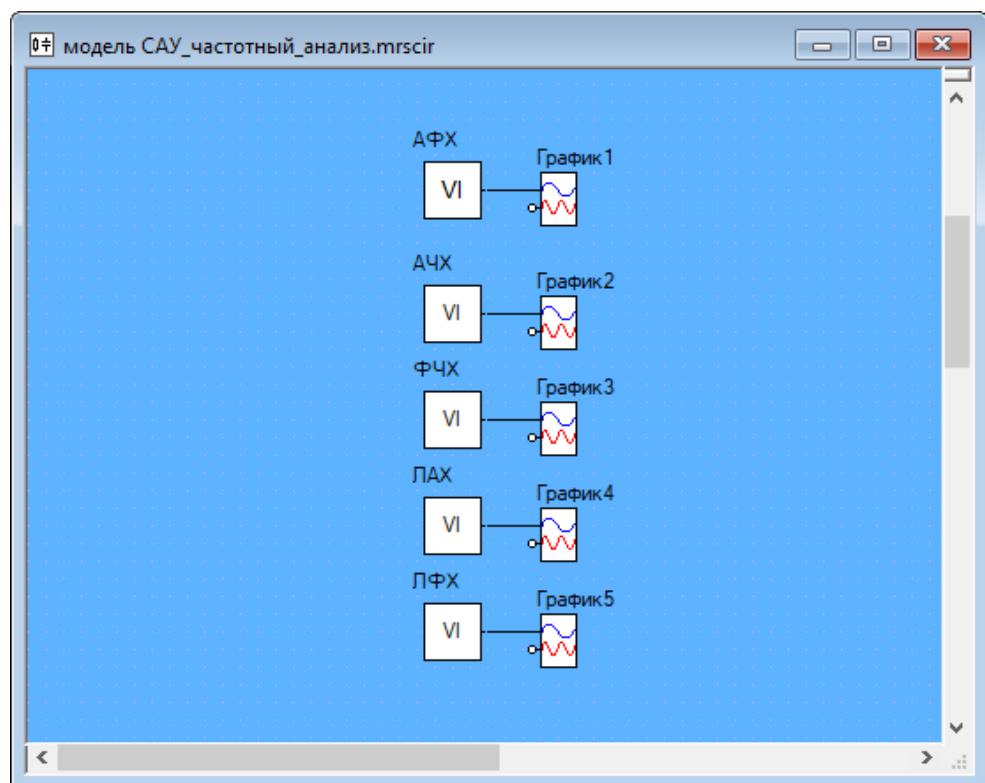 модель САУ_частотный_анализ.mrscir
АФХ
График1
VI
АЧХ
График2
VI
ФЧХ
График3
VI
ЛАХ
График4
VI
ЛФХ
График5
VI